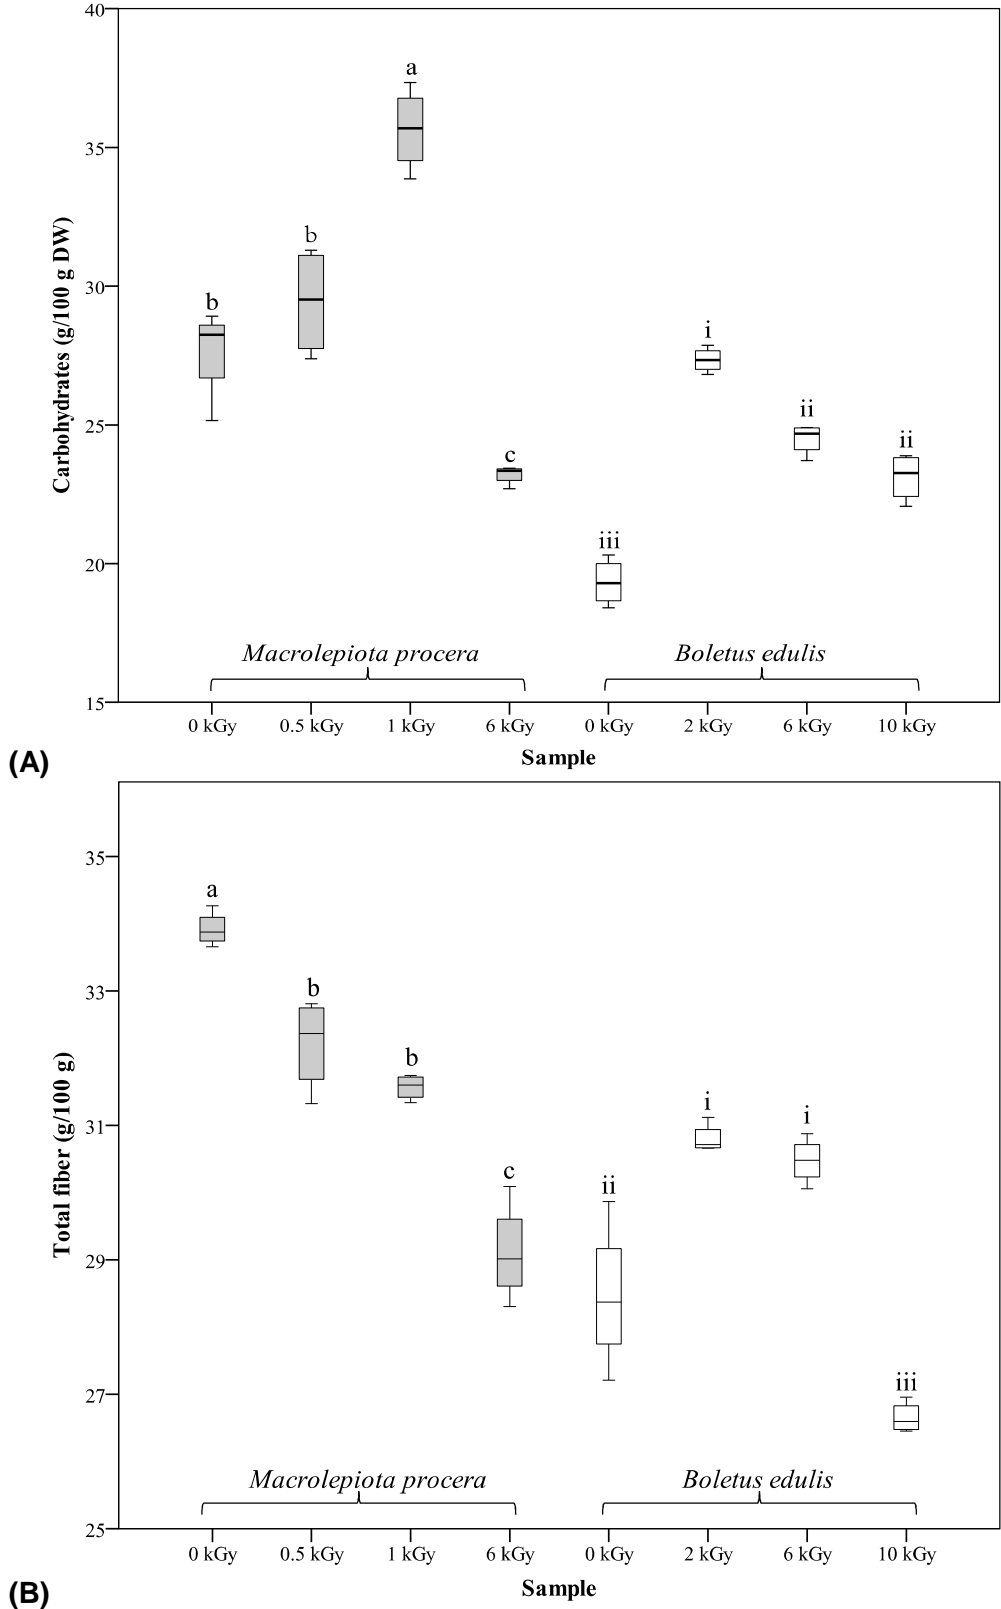 40
a
35
b
b
30
i
ii
25
ii
c
iii
20
Macrolepiota procera Boletus edulis
15
0 kGy 0.5 kGy 1 kGy 6 kGy 0 kGy 2 kGy 6 kGy 10 kGy
Sample
Carbohydrates (g/100 g DW)
(A)
35
a
33
b
b
i
i
31
c
ii
29
27
iii
Macrolepiota procera Boletus edulis
25
0 kGy 0.5 kGy 1 kGy 6 kGy 0 kGy 2 kGy 6 kGy 10 kGy
Sample
Total fiber (g/100 g)
(B)